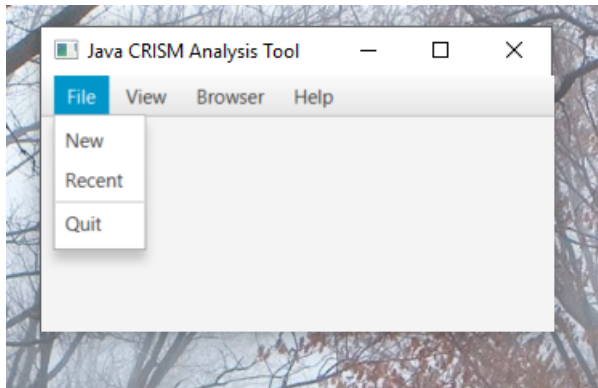 Java CRISM Analysis Tool
File View Browser Help
New
Recent
Quit